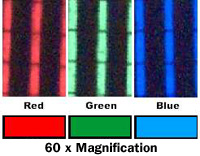 Red Green Blue
60 x Magnification